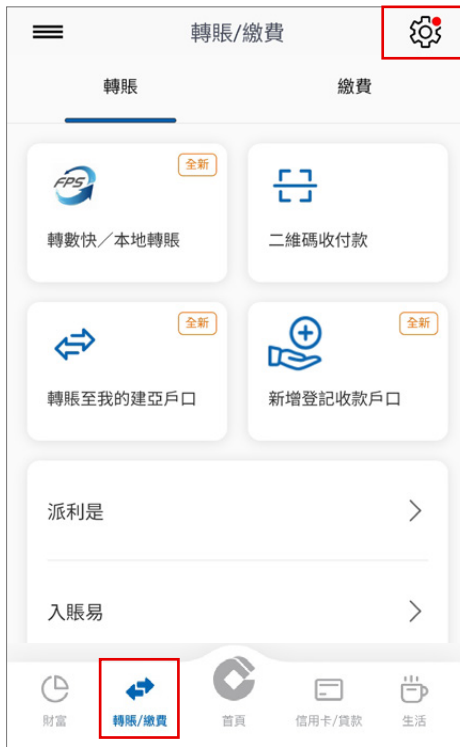 轉賬/繳費
轉賬
繳費
FPS
全新
轉數快／本地轉賬
二維碼收付款
全新
轉賬至我的建亞戶口
全新
新增登記收款戶口
派利是
入賬易
財富
轉賬/繳費
首頁
信用卡/貸款
生活